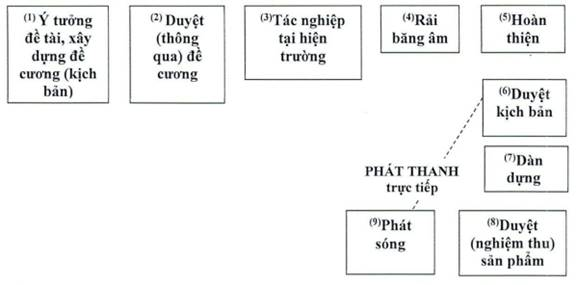 (1) Ý tưởng
đề tài, xây
dựng đề
cương (kịch
bản)
(2) Duyệt
(thông
qua) đề
cương
(3)Tác nghiệp
tại hiện
trường
(4)Rải
băng âm
(5)Hoàn
thiện
(6)Duyệt
kịch bản
(7)Dàn
dựng
PHÁT THANH
trực tiếp
(8)Duyệt
(nghiệm thu)
sản phẩm
(9)Phát
sóng